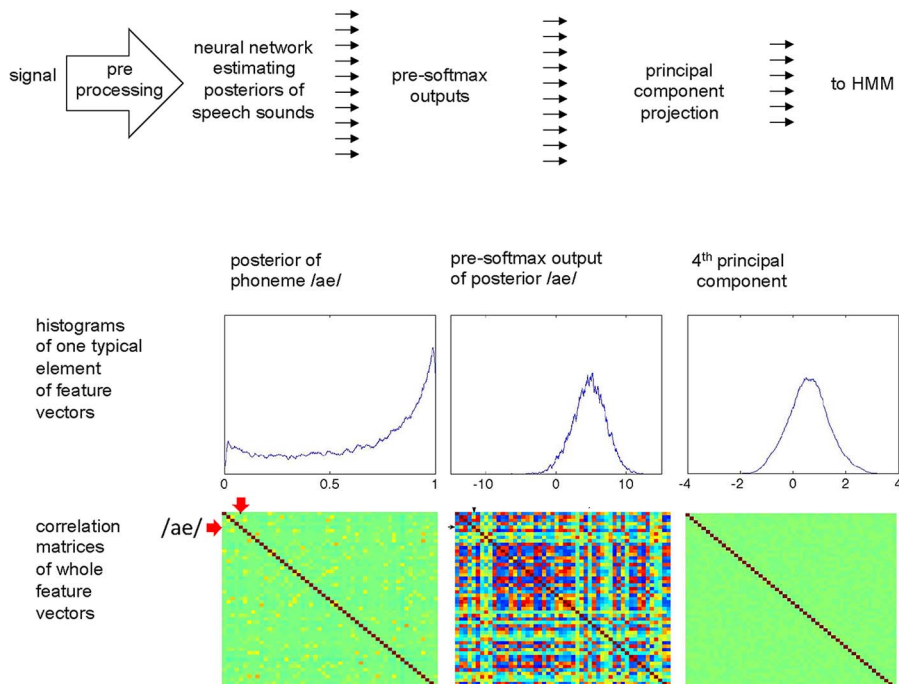 signal
pre
processing
neural network
estimating
posteriors of
speech sounds
pre-softmax
outputs
principal
component
projection
to HMM
posterior of
phoneme /ae/
pre-softmax output
of posterior /ae/
4th principal
component
histograms
of one typical
element
of feature
vectors
0 0.5 1
-10 0 10
-4 -2 0 2 4
correlation
matrices
of whole
feature
vectors
/ae/